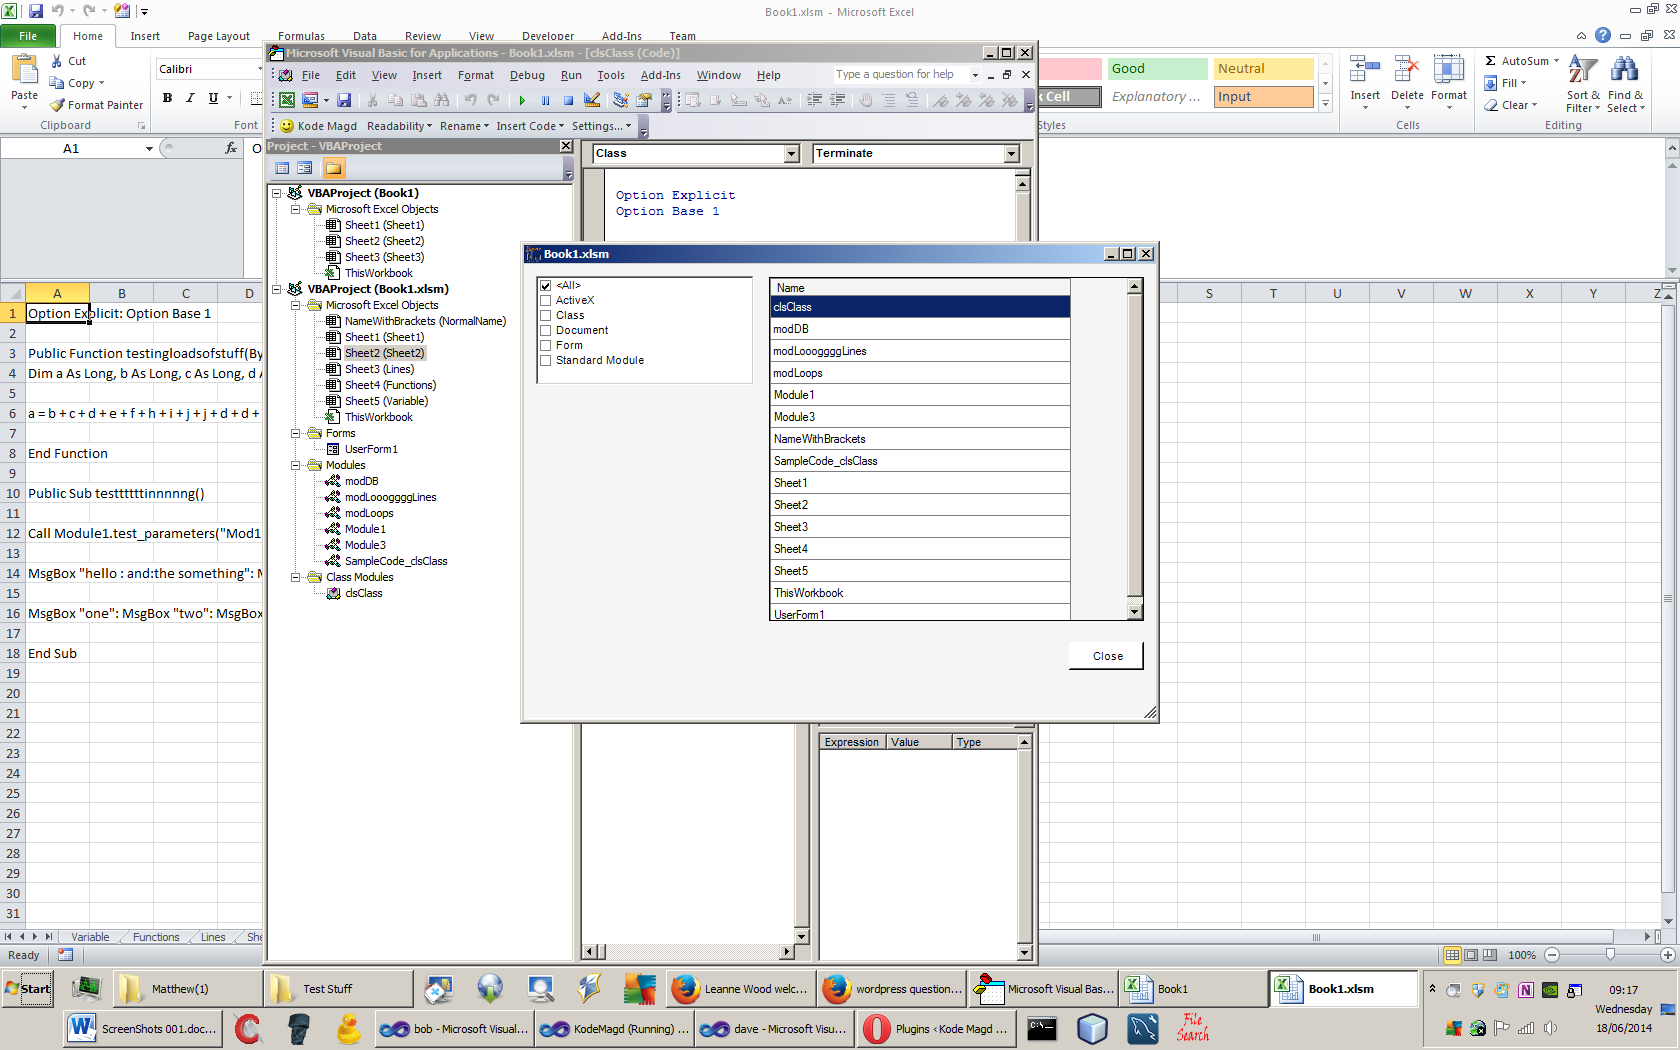 Book1.xlsm - Microsoft Excel
File Home Insert Page Layout Formulas Data Review View Developer Add-Ins Team
Paste
Cut
Copy
Format Painter
Clipboard
Calibri
B I U
Font
Good Neutral
Cell Explanatory ... Input
Styles
Insert Delete Format
Cells
AutoSum
Fill
Clear
Sort & Filter
Find & Select
Editing
A1 fx O
Microsoft Visual Basic for Applications - Book1.xlsm - [clsClass (Code)]
File Edit View Insert Format Debug Run Tools Add-Ins Window Help
Type a question for help
Kode Magd Readability Rename Insert Code Settings...
Project - VBAProject
VBAProject (Book1)
Microsoft Excel Objects
Sheet1 (Sheet1)
Sheet2 (Sheet2)
Sheet3 (Sheet3)
ThisWorkbook
VBAProject (Book1.xlsm)
Microsoft Excel Objects
NameWithBrackets (NormalName)
Sheet1 (Sheet1)
Sheet2 (Sheet2)
Sheet3 (Lines)
Sheet4 (Functions)
Sheet5 (Variable)
ThisWorkbook
Forms
UserForm1
Modules
modDB
modLoooggggLines
modLoops
Module1
Module3
SampleCode_clsClass
Class Modules
clsClass
Class
Terminate
Option Explicit
Option Base 1
Book1.xlsm
<All>
ActiveX
Class
Document
Form
Standard Module
Name
clsClass
modDB
modLoooggggLines
modLoops
Module1
Module3
NameWithBrackets
SampleCode_clsClass
Sheet1
Sheet2
Sheet3
Sheet4
Sheet5
ThisWorkbook
UserForm1
Close
Expression Value Type
A B C D S T U V W X Y Z
1 Option Explicit: Option Base 1
2
3 Public Function testingloadsofstuff(By
4 Dim a As Long, b As Long, c As Long, d A
5
6 a = b + c + d + e + f + h + i + j + j + d + d +
7
8 End Function
9
10 Public Sub testtttttinnnnng()
11
12 Call Module1.test_parameters("Mod1
13
14 MsgBox "hello : and:the something": M
15
16 MsgBox "one": MsgBox "two": MsgBox
17
18 End Sub
19
20
21
22
23
24
25
26
27
28
29
30
31
Variable Functions Lines She
Ready
100%
Start
Matthew(1)
Test Stuff
Leanne Wood welc...
wordpress question...
Microsoft Visual Bas...
Book1
Book1.xlsm
ScreenShots 001.doc...
bob - Microsoft Visual...
KodeMagd (Running) ...
dave - Microsoft Visu...
Plugins ‹ Kode Magd ...
File Search
09:17
Wednesday
18/06/2014